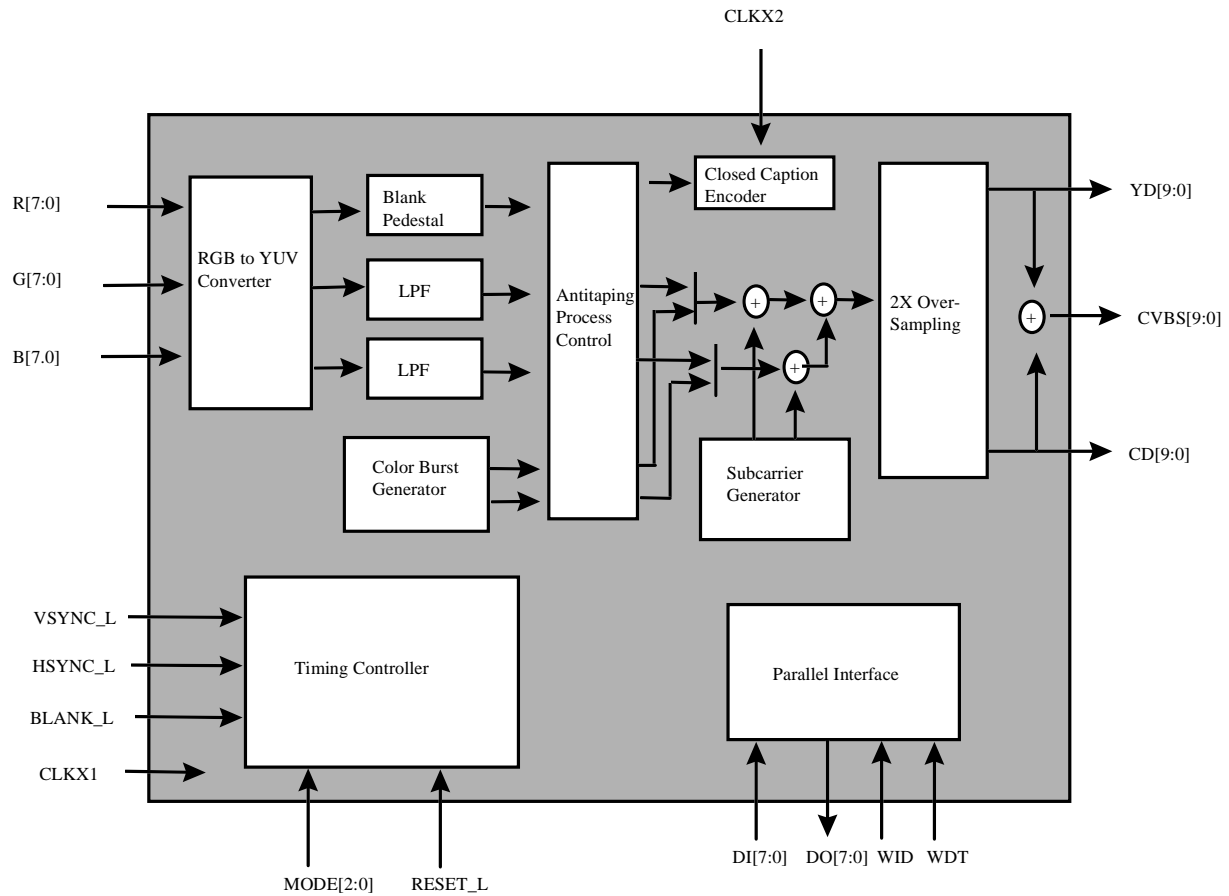 CLKX2
R[7:0]
G[7:0]
B[7.0]
RGB to YUV
Converter
Blank
Pedestal
LPF
LPF
Color Burst
Generator
Antitaping
Process
Control
Closed Caption
Encoder
+
+
+
Subcarrier
Generator
2X Over-
Sampling
+
YD[9:0]
CVBS[9:0]
CD[9:0]
VSYNC_L
HSYNC_L
BLANK_L
CLKX1
Timing Controller
MODE[2:0]
RESET_L
Parallel Interface
DI[7:0]
DO[7:0]
WID
WDT